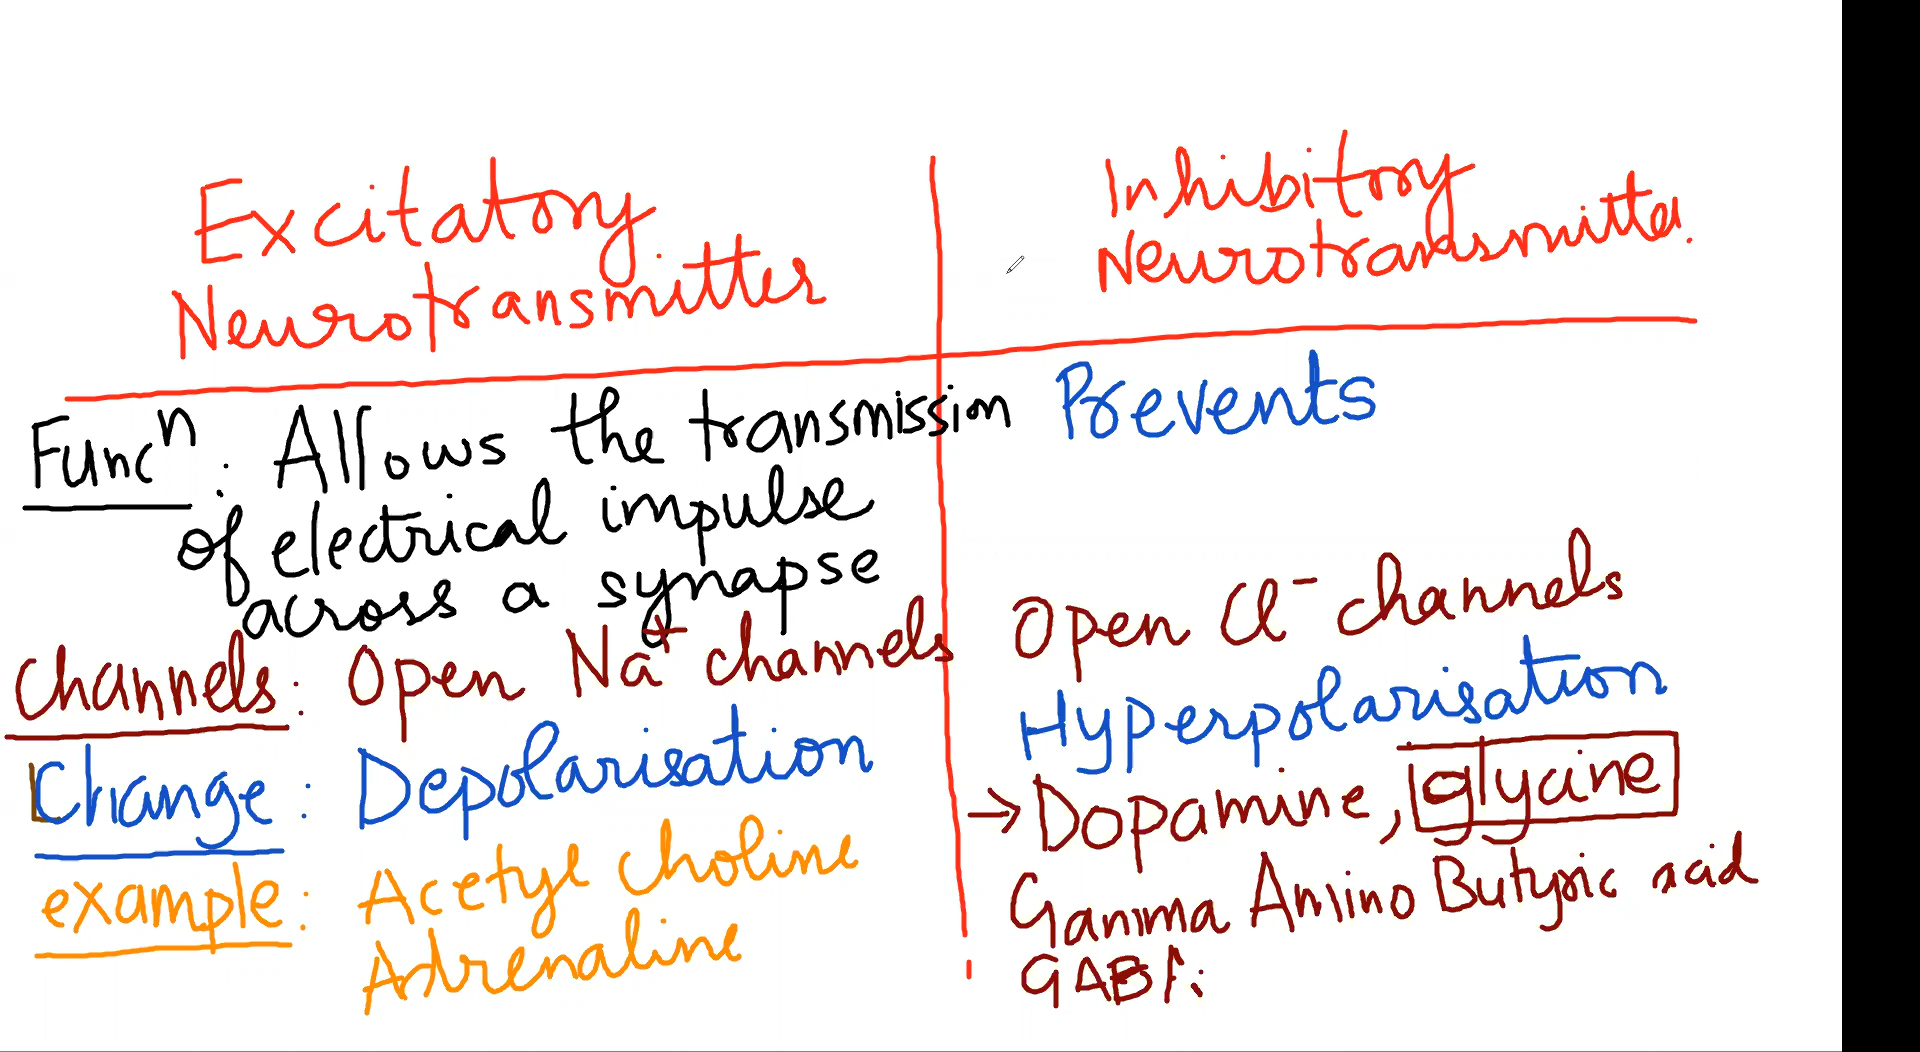 Excitatory
Neurotransmitter
Inhibitory
Neurotransmitter.
Funcⁿ : Allows the transmission
of electrical impulse
across a synapse
Prevents
Channels : Open Na⁺ channels
Open Cl⁻ channels
Change : Depolarisation
Hyperpolarisation
example : Acetyl choline
Adrenaline
→ Dopamine, glycine
Gamma Amino Butyric acid
GABA